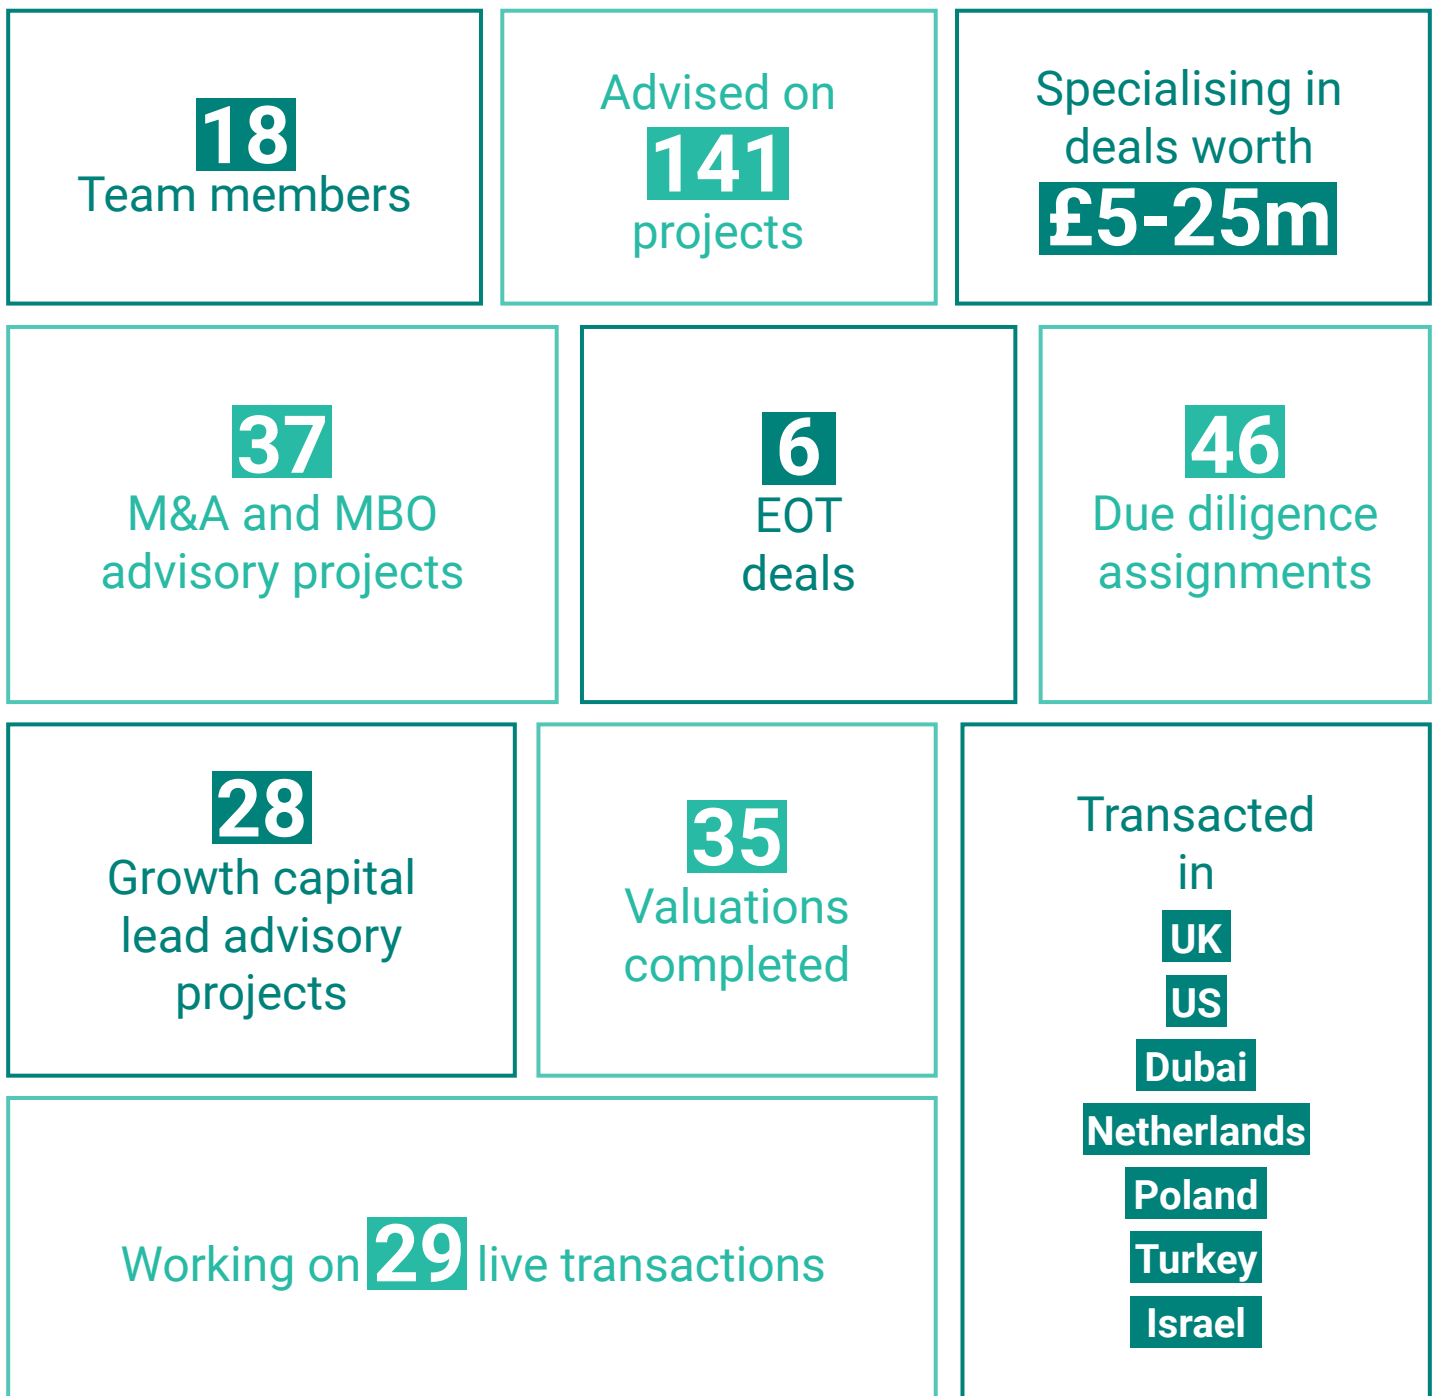 18
Team members
Advised on
141
projects
Specialising in
deals worth
£5-25m
37
M&A and MBO
advisory projects
6
EOT
deals
46
Due diligence
assignments
28
Growth capital
lead advisory
projects
35
Valuations
completed
Transacted
in
UK
US
Dubai
Netherlands
Poland
Turkey
Israel
Working on 29 live transactions